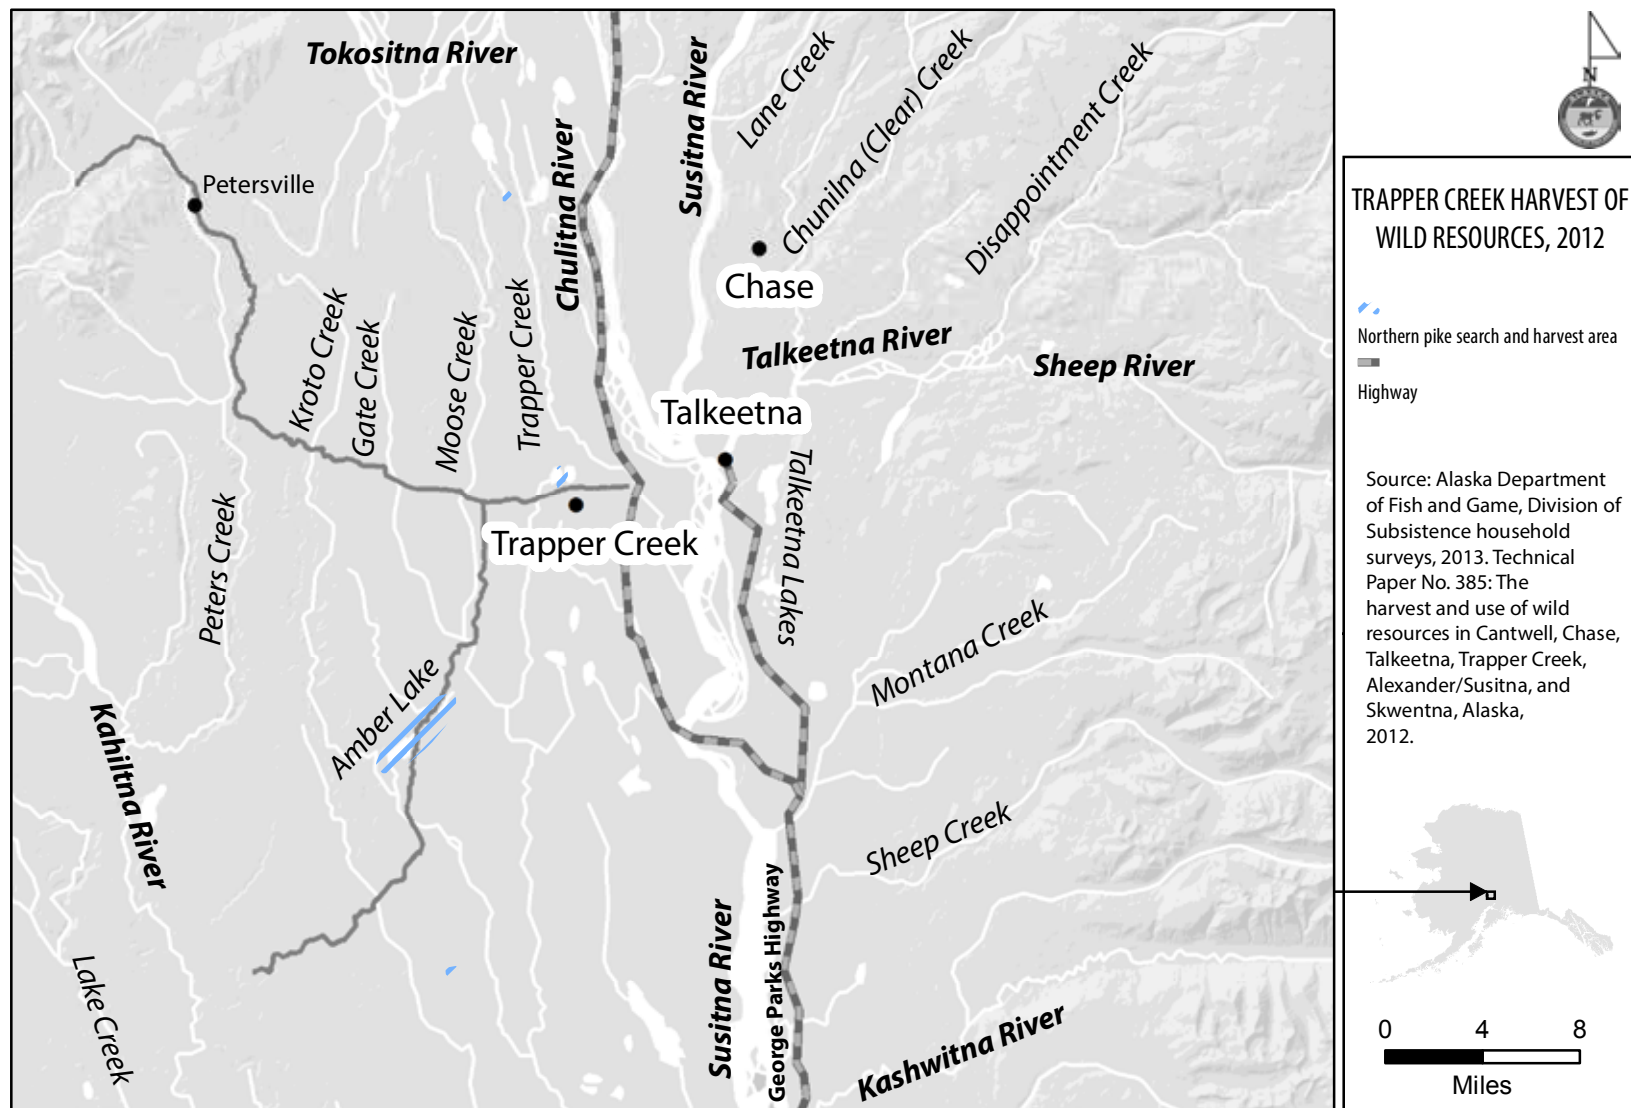 Tokositna River
Susitna River
Lane Creek
Chunilna (Clear) Creek
Disappointment Creek
Chulitna River
Petersville
Chase
Kroto Creek
Gate Creek
Moose Creek
Trapper Creek
Talkeetna River
Sheep River
Talkeetna
Talkeetna Lakes
Trapper Creek
Peters Creek
Amber Lake
Montana Creek
Kahiltna River
Sheep Creek
Susitna River
George Parks Highway
Lake Creek
Kashwitna River
N
TRAPPER CREEK HARVEST OF
WILD RESOURCES, 2012
Northern pike search and harvest area
Highway
Source: Alaska Department
of Fish and Game, Division of
Subsistence household
surveys, 2013. Technical
Paper No. 385: The
harvest and use of wild
resources in Cantwell, Chase,
Talkeetna, Trapper Creek,
Alexander/Susitna, and
Skwentna, Alaska,
2012.
0 4 8
Miles